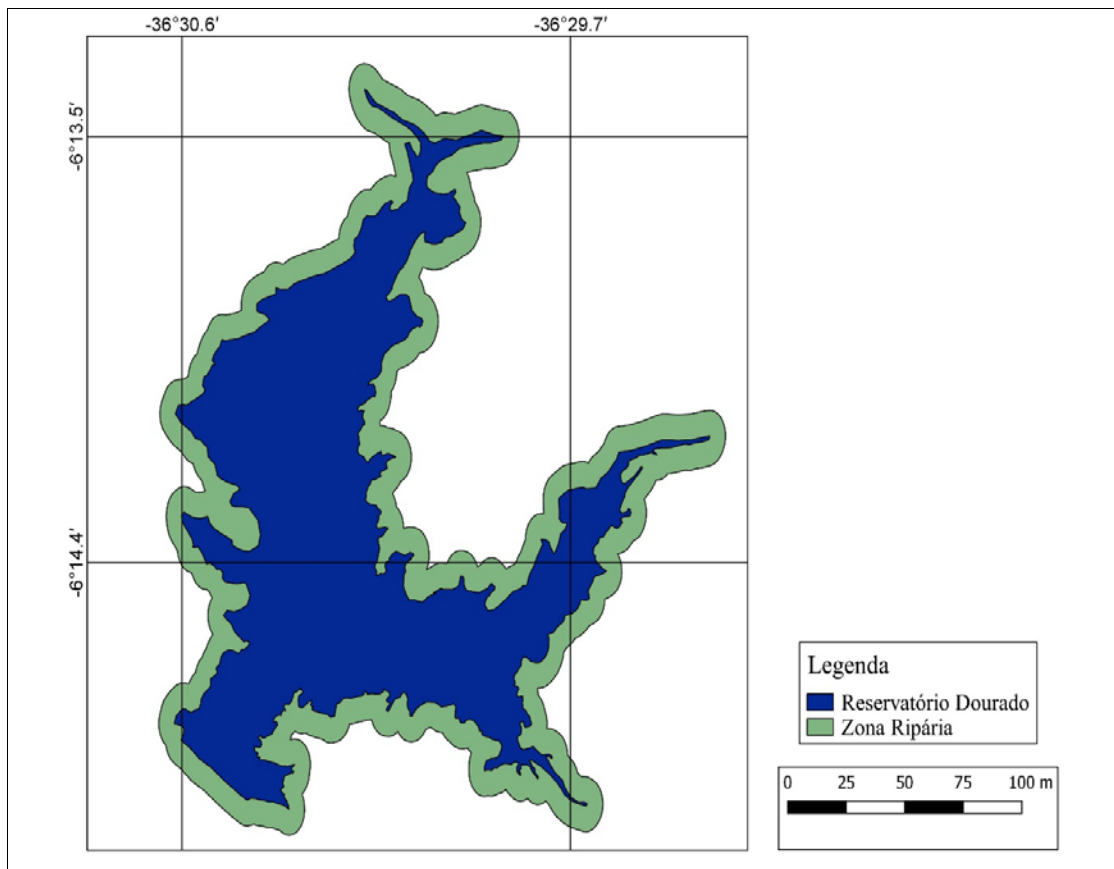 -36°30.6′ -36°29.7′
-6°13.5′
-6°14.4′
Legenda
Reservatório Dourado
Zona Ripária
0 25 50 75 100 m